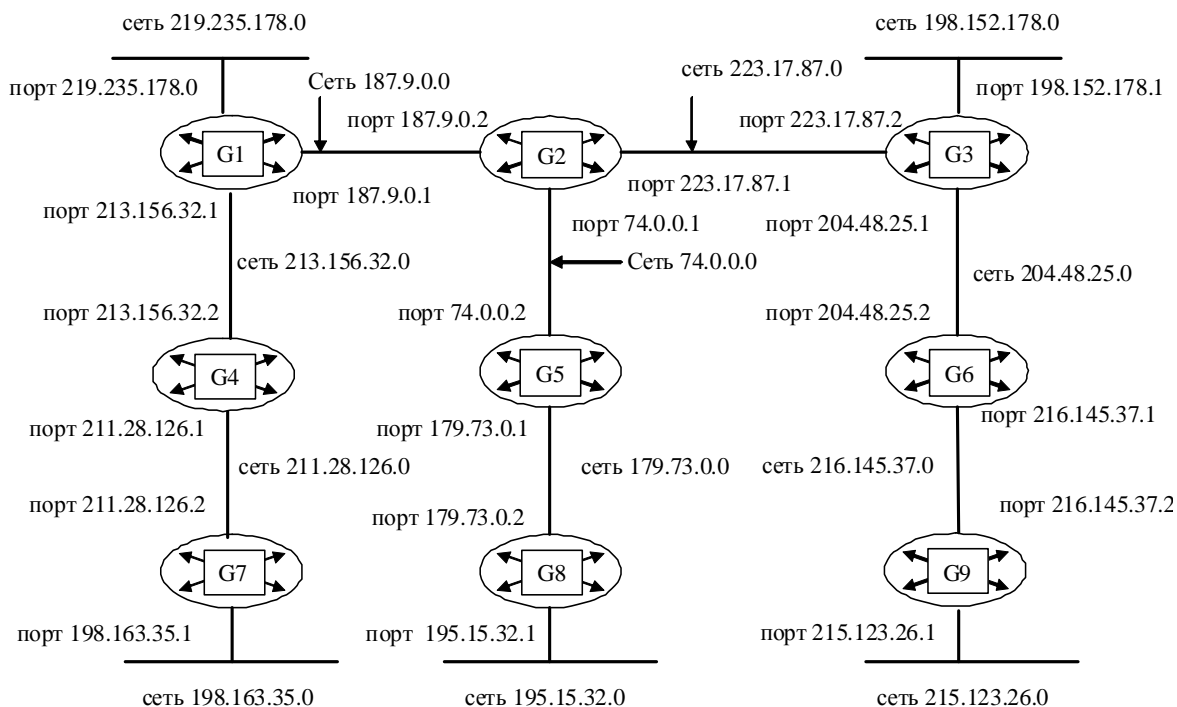 сеть 219.235.178.0
сеть 198.152.178.0
порт 219.235.178.0
Сеть 187.9.0.0
сеть 223.17.87.0
порт 198.152.178.1
порт 187.9.0.2
порт 223.17.87.2
G1
G2
G3
порт 187.9.0.1
порт 223.17.87.1
порт 213.156.32.1
порт 74.0.0.1
порт 204.48.25.1
сеть 213.156.32.0
Сеть 74.0.0.0
сеть 204.48.25.0
порт 213.156.32.2
порт 74.0.0.2
порт 204.48.25.2
G4
G5
G6
порт 211.28.126.1
порт 179.73.0.1
порт 216.145.37.1
сеть 211.28.126.0
сеть 179.73.0.0
сеть 216.145.37.0
порт 211.28.126.2
порт 179.73.0.2
порт 216.145.37.2
G7
G8
G9
порт 198.163.35.1
порт 195.15.32.1
порт 215.123.26.1
сеть 198.163.35.0
сеть 195.15.32.0
сеть 215.123.26.0